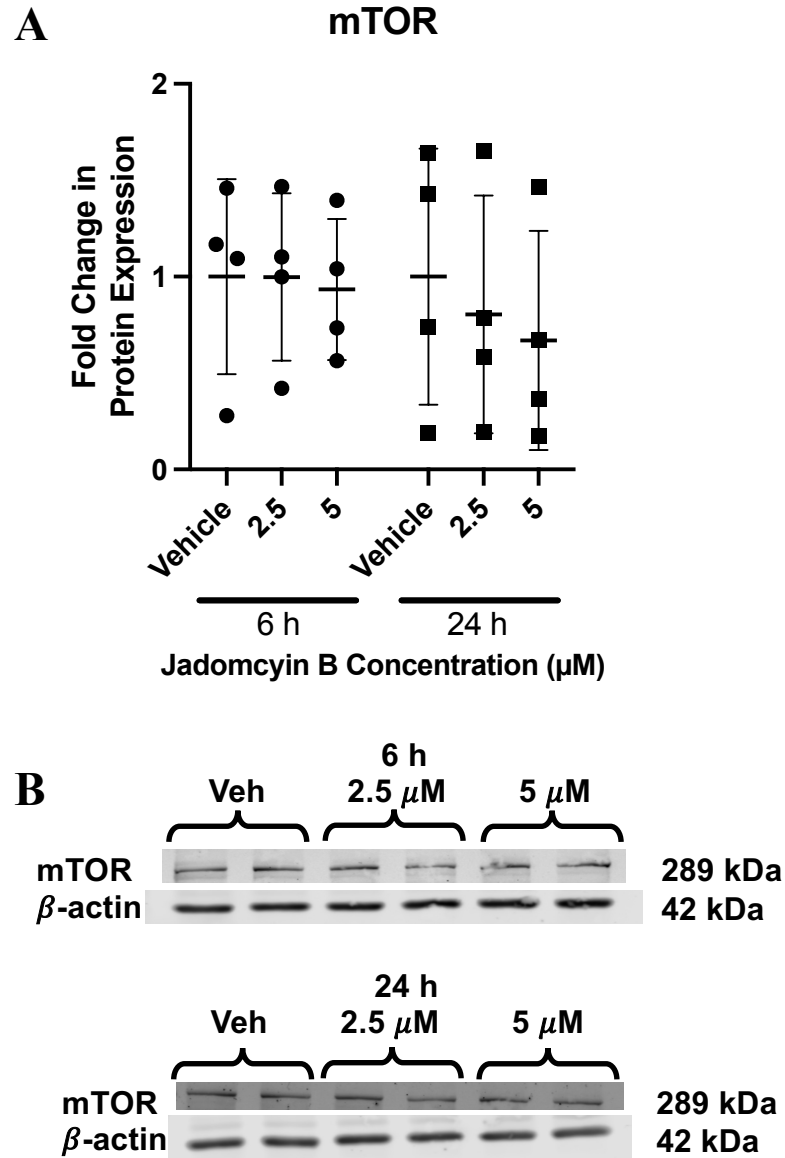 A
mTOR
Fold Change in
Protein Expression
2
1
0
Vehicle 2.5 5 Vehicle 2.5 5
6 h 24 h
Jadomcyin B Concentration (µM)
B
6 h
Veh 2.5 µM 5 µM
mTOR 289 kDa
β-actin 42 kDa
24 h
Veh 2.5 µM 5 µM
mTOR 289 kDa
β-actin 42 kDa